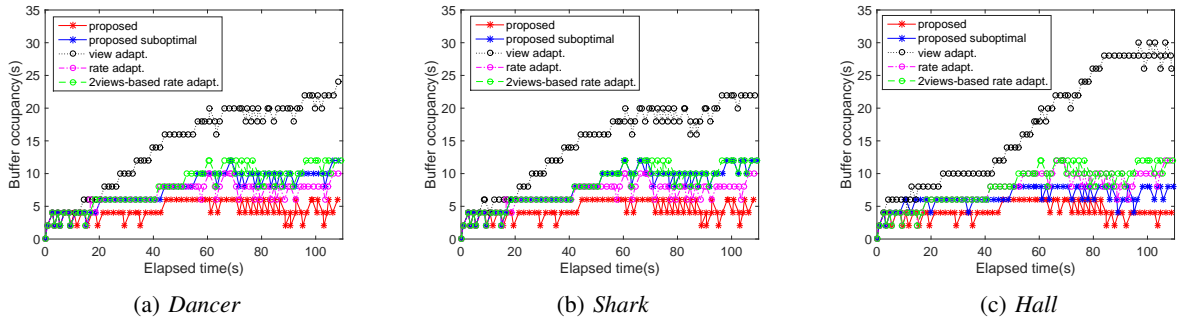 35
30
25
20
15
10
5
0
Buffer occupancy(s)
proposed
proposed suboptimal
view adapt.
rate adapt.
2views-based rate adapt.
0 20 40 60 80 100
Elapsed time(s)
(a) Dancer
35
30
25
20
15
10
5
0
Buffer occupancy(s)
proposed
proposed suboptimal
view adapt.
rate adapt.
2views-based rate adapt.
0 20 40 60 80 100
Elapsed time(s)
(b) Shark
35
30
25
20
15
10
5
0
Buffer occupancy(s)
proposed
proposed suboptimal
view adapt.
rate adapt.
2views-based rate adapt.
0 20 40 60 80 100
Elapsed time(s)
(c) Hall